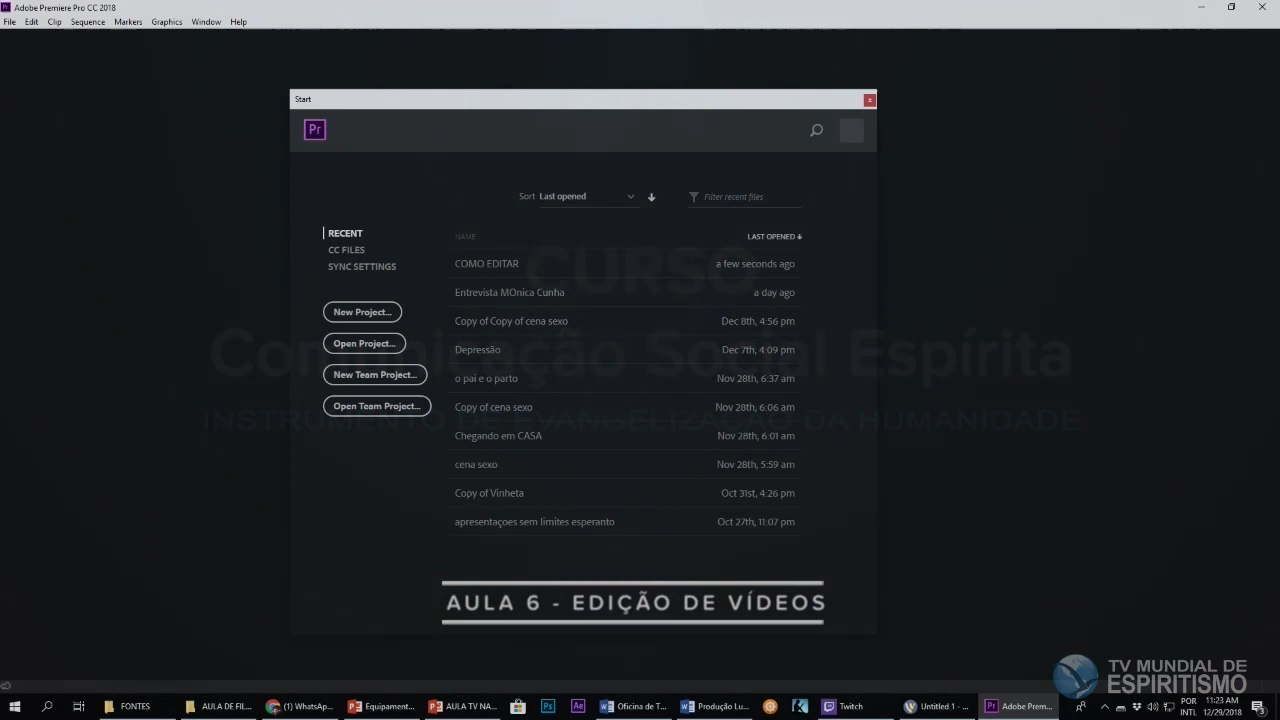 Adobe Premiere Pro CC 2018
File Edit Clip Sequence Markers Graphics Window Help
Start
Pr
Sort Last opened
Filter recent files
RECENT
CC FILES
SYNC SETTINGS
New Project...
Open Project...
New Team Project...
Open Team Project...
NAME LAST OPENED
COMO EDITAR a few seconds ago
Entrevista MOnica Cunha a day ago
Copy of Copy of cena sexo Dec 8th, 4:56 pm
Depressão Dec 7th, 4:09 pm
o pai e o parto Nov 28th, 6:37 am
Copy of cena sexo Nov 28th, 6:06 am
Chegando em CASA Nov 28th, 6:01 am
cena sexo Nov 28th, 5:59 am
Copy of Vinheta Oct 31st, 4:26 pm
apresentaçoes sem limites esperanto Oct 27th, 11:07 pm
CURSO
Comunicação Social Espírita
INSTRUMENTO DE EVANGELIZAÇÃO DA HUMANIDADE
AULA 6 - EDIÇÃO DE VÍDEOS
TV MUNDIAL DE
ESPIRITISMO
FONTES
AULA DE FIL...
(1) WhatsAp...
Equipament...
AULA TV NA...
Ps
Ae
Oficina de T...
Produção Lu...
Twitch
Untitled 1 - ...
Pr Adobe Prem...
POR
INTL
11:23 AM
12/29/2018